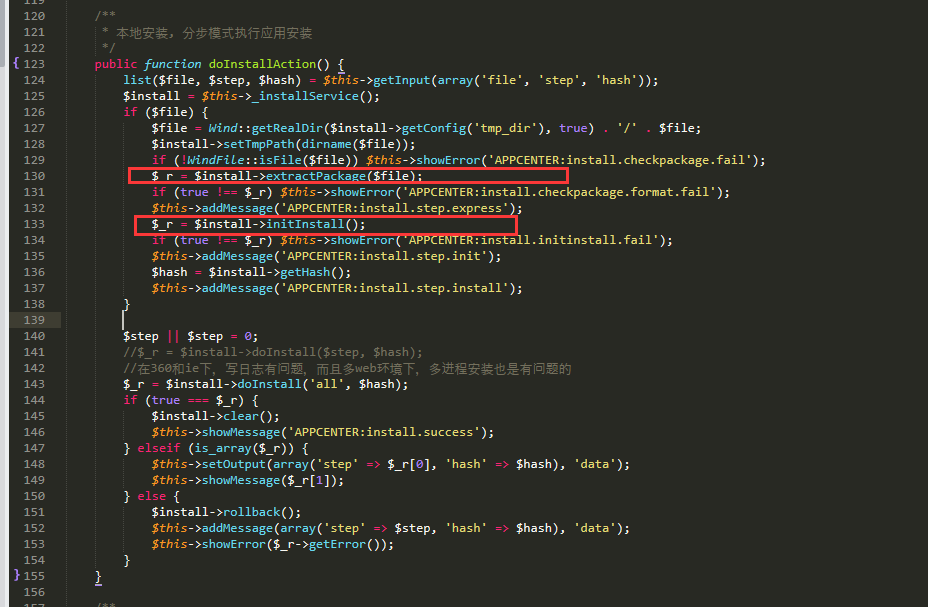 119
120 /**
121 * 本地安装, 分步模式执行应用安装
122 */
{ 123 public function doInstallAction() {
124 list($file, $step, $hash) = $this->getInput(array('file', 'step', 'hash'));
125 $install = $this->_installService();
126 if ($file) {
127 $file = Wind::getRealDir($install->getConfig('tmp_dir'), true) . '/' . $file;
128 $install->setTmpPath(dirname($file));
129 if (!WindFile::isFile($file)) $this->showError('APPCENTER:install.checkpackage.fail');
130 $_r = $install->extractPackage($file);
131 if (true !== $_r) $this->showError('APPCENTER:install.checkpackage.format.fail');
132 $this->addMessage('APPCENTER:install.step.express');
133 $_r = $install->initInstall();
134 if (true !== $_r) $this->showError('APPCENTER:install.initinstall.fail');
135 $this->addMessage('APPCENTER:install.step.init');
136 $hash = $install->getHash();
137 $this->addMessage('APPCENTER:install.step.install');
138 }
139
140 $step || $step = 0;
141 //$_r = $install->doInstall($step, $hash);
142 //在360和ie下, 写日志有问题, 而且多web环境下, 多进程安装也是有问题的
143 $_r = $install->doInstall('all', $hash);
144 if (true === $_r) {
145 $install->clear();
146 $this->showMessage('APPCENTER:install.success');
147 } elseif (is_array($_r)) {
148 $this->setOutput(array('step' => $_r[0], 'hash' => $hash), 'data');
149 $this->showMessage($_r[1]);
150 } else {
151 $install->rollback();
152 $this->addMessage(array('step' => $step, 'hash' => $hash), 'data');
153 $this->showError($_r->getError());
154 }
} 155 }
156
157 /**